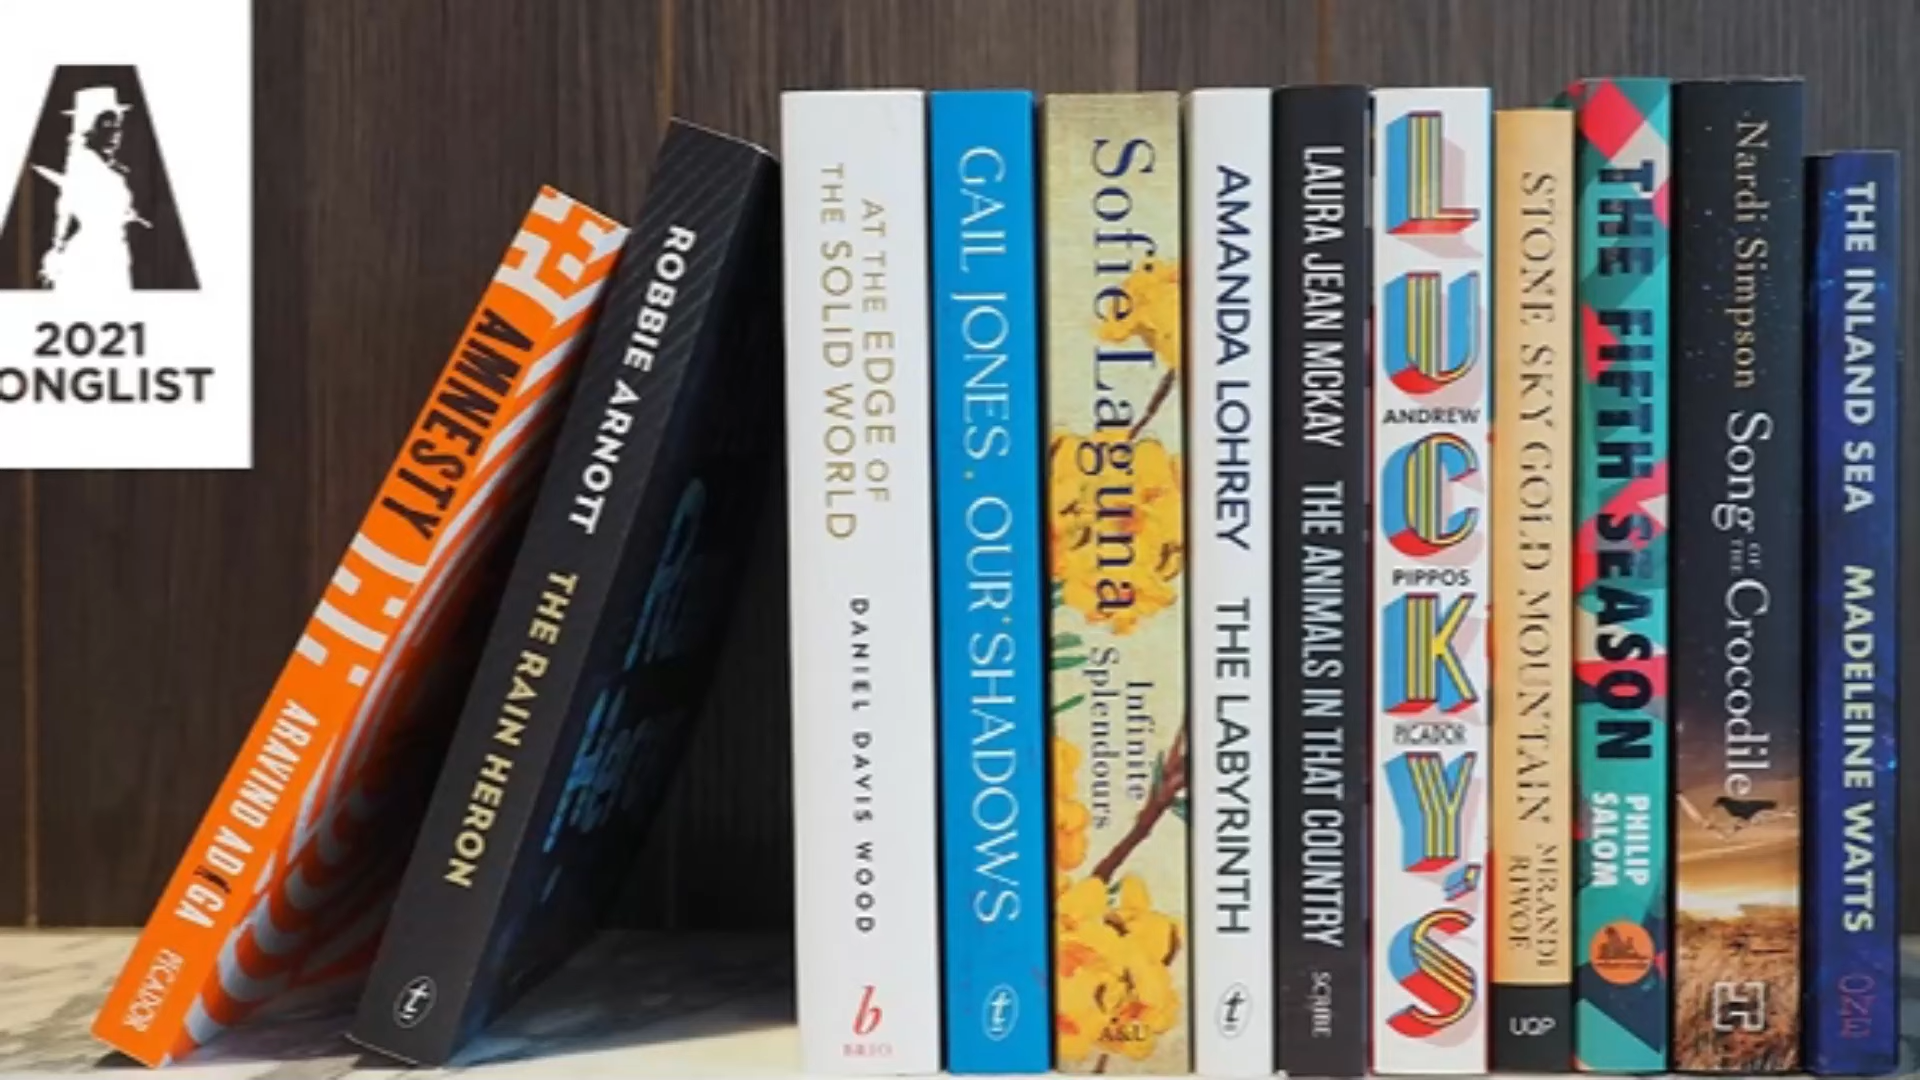 2021
ONGLIST
AMNESTY
ARAVIND ADIGA
PICADOR
ROBBIE ARNOTT
THE RAIN HERON
AT THE EDGE OF
THE SOLID WORLD
DANIEL DAVIS WOOD
b
BRIO
GAIL JONES. OUR SHADOWS
Sofie Laguna
Infinite
Splendours
A&U
AMANDA LOHREY
THE LABYRINTH
LAURA JEAN MCKAY
THE ANIMALS IN THAT COUNTRY
SCRIBE
LUCKY'S
ANDREW
PIPPOS
PICADOR
STONE SKY GOLD MOUNTAIN
MIRANDI
RIWOE
UQP
THE FIFTH SEASON
PHILIP
SALOM
Nardi Simpson
Song OF THE Crocodile
H
THE INLAND SEA
MADELEINE WATTS
ONE